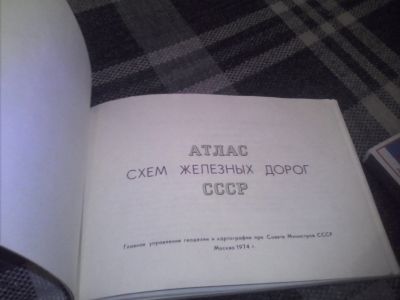 АТЛАС
СХЕМ ЖЕЛЕЗНЫХ ДОРОГ
СССР
Главное управление геодезии и картографии при Совете Министров СССР
Москва 1974 г.